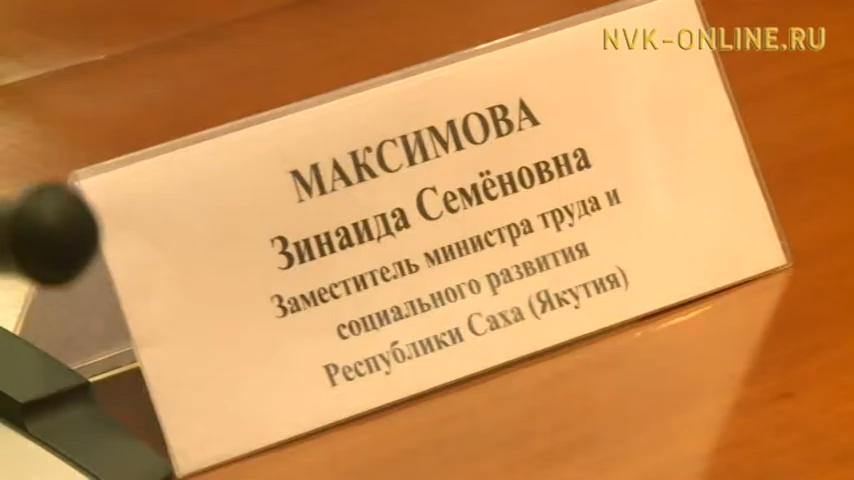 NVK-ONLINE.RU
МАКСИМОВА
Зинаида Семёновна
Заместитель министра труда и
социального развития
Республики Саха (Якутия)